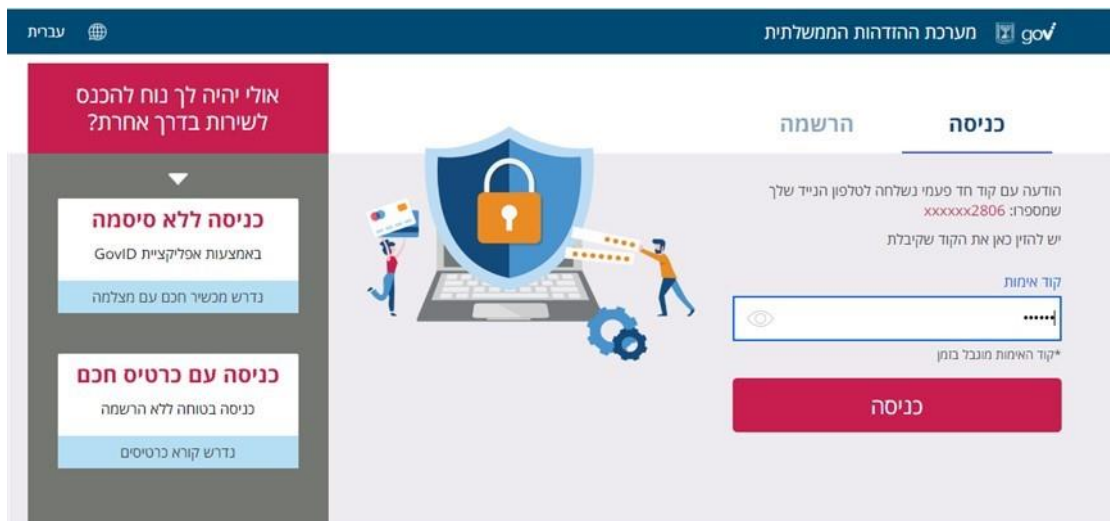 gov מערכת ההזדהות הממשלתית
עברית
כניסה
הרשמה
הודעה עם קוד חד פעמי נשלחה לטלפון הנייד שלך
שמספרו: xxxxxx2806
יש להזין כאן את הקוד שקיבלת
קוד אימות
••••••
*קוד האימות מוגבל בזמן
כניסה
אולי יהיה לך נוח להכנס
לשירות בדרך אחרת?
כניסה ללא סיסמה
באמצעות אפליקציית GovID
נדרש מכשיר חכם עם מצלמה
כניסה עם כרטיס חכם
כניסה בטוחה ללא הרשמה
נדרש קורא כרטיסים